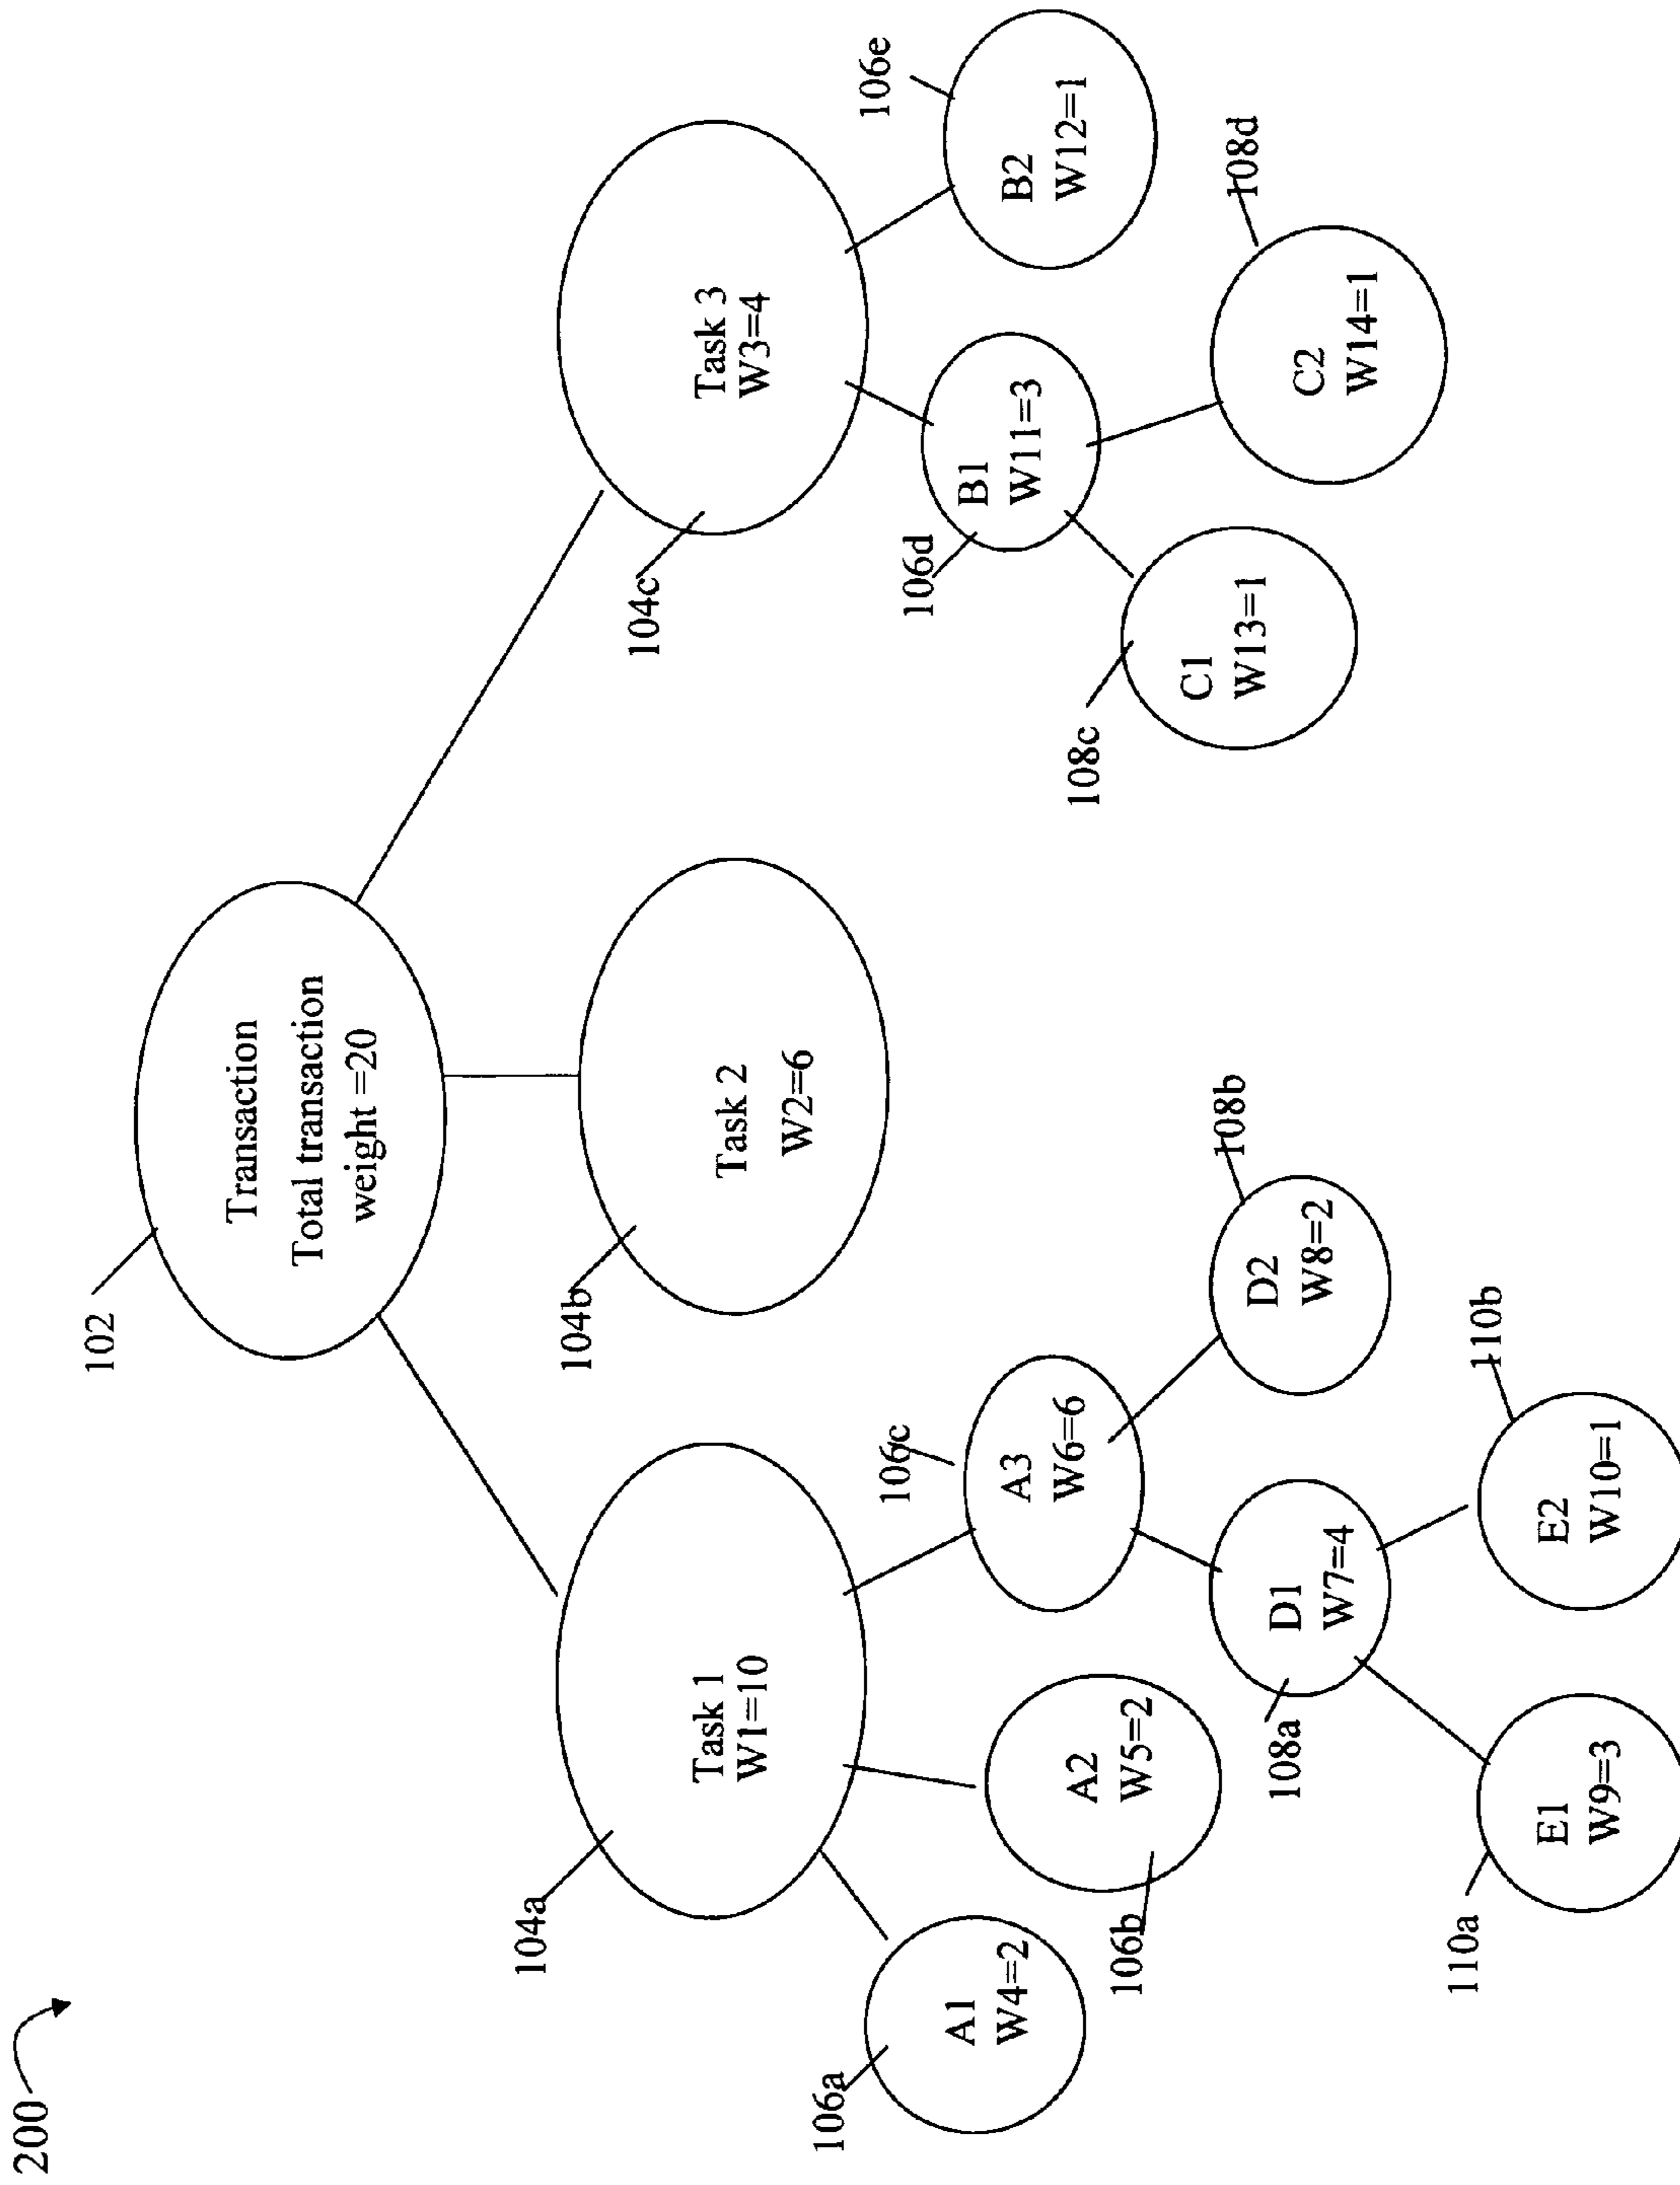 200
102
Transaction
Total transaction
weight =20
104a
Task 1
W1=10
104b
Task 2
W2=6
104c
Task 3
W3=4
106a
A1
W4=2
106b
A2
W5=2
106c
A3
W6=6
106d
B1
W11=3
106e
B2
W12=1
108a
D1
W7=4
108b
D2
W8=2
108c
C1
W13=1
108d
C2
W14=1
110a
E1
W9=3
110b
E2
W10=1